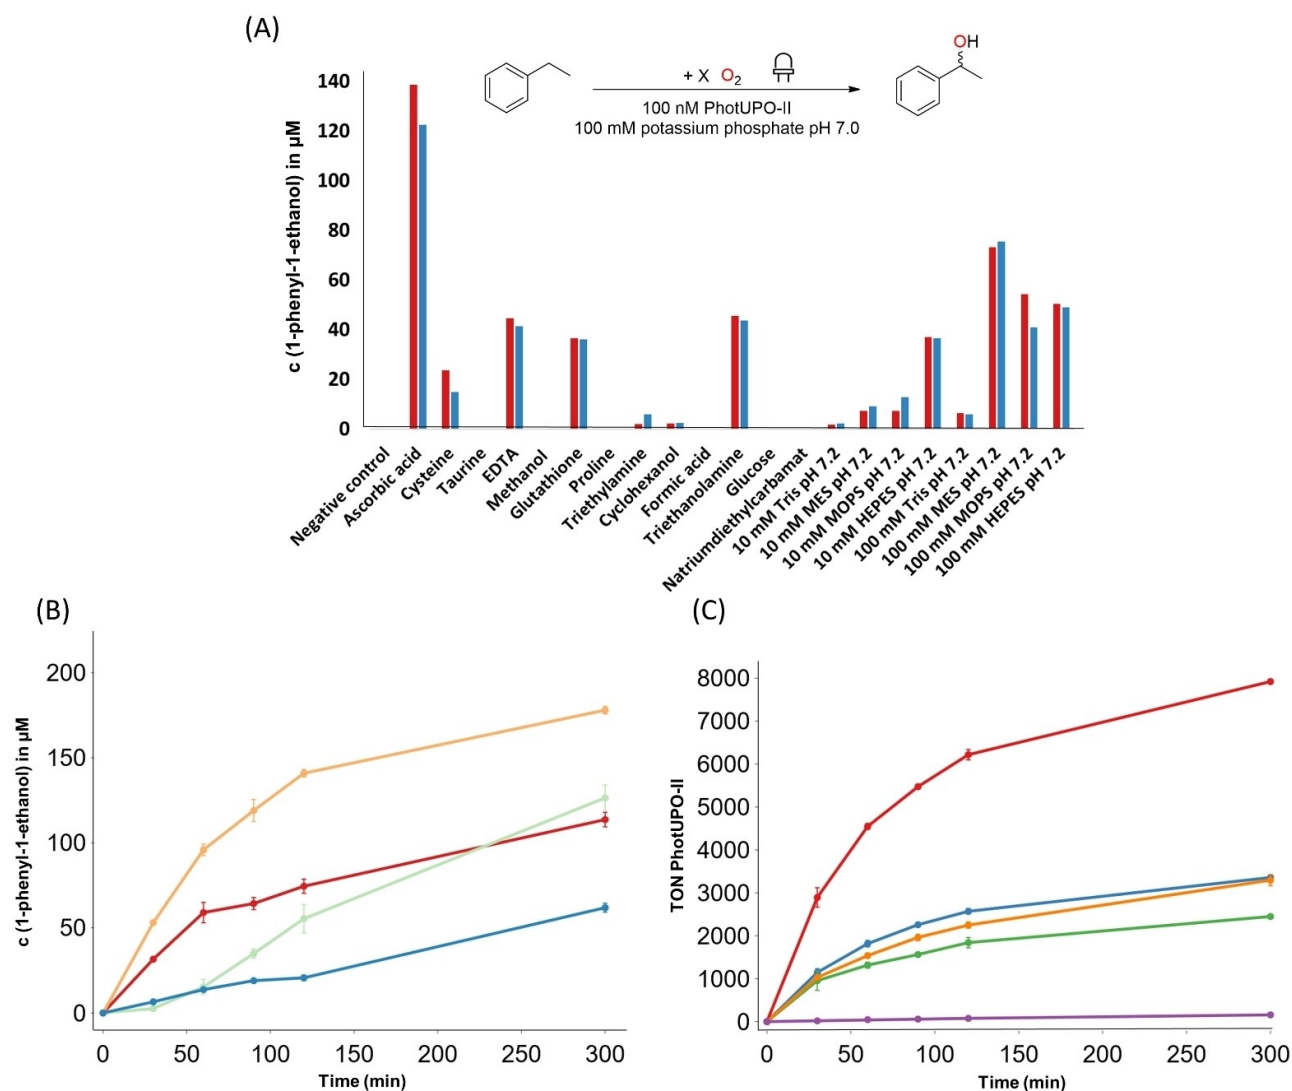 (A)
c (1-phenyl-1-ethanol) in µM
140
120
100
80
60
40
20
0
+ X O2
100 nM PhotUPO-II
100 mM potassium phosphate pH 7.0
OH
Negative control
Ascorbic acid
Cysteine
Taurine
EDTA
Methanol
Glutathione
Proline
Triethylamine
Cyclohexanol
Formic acid
Triethanolamine
Glucose
Natriumdiethylcarbamat
10 mM Tris pH 7.2
10 mM MES pH 7.2
10 mM MOPS pH 7.2
10 mM HEPES pH 7.2
100 mM Tris pH 7.2
100 mM MES pH 7.2
100 mM MOPS pH 7.2
100 mM HEPES pH 7.2
(B)
c (1-phenyl-1-ethanol) in µM
200
150
100
50
0
0 50 100 150 200 250 300
Time (min)
(C)
TON PhotUPO-II
8000
7000
6000
5000
4000
3000
2000
1000
0
0 50 100 150 200 250 300
Time (min)